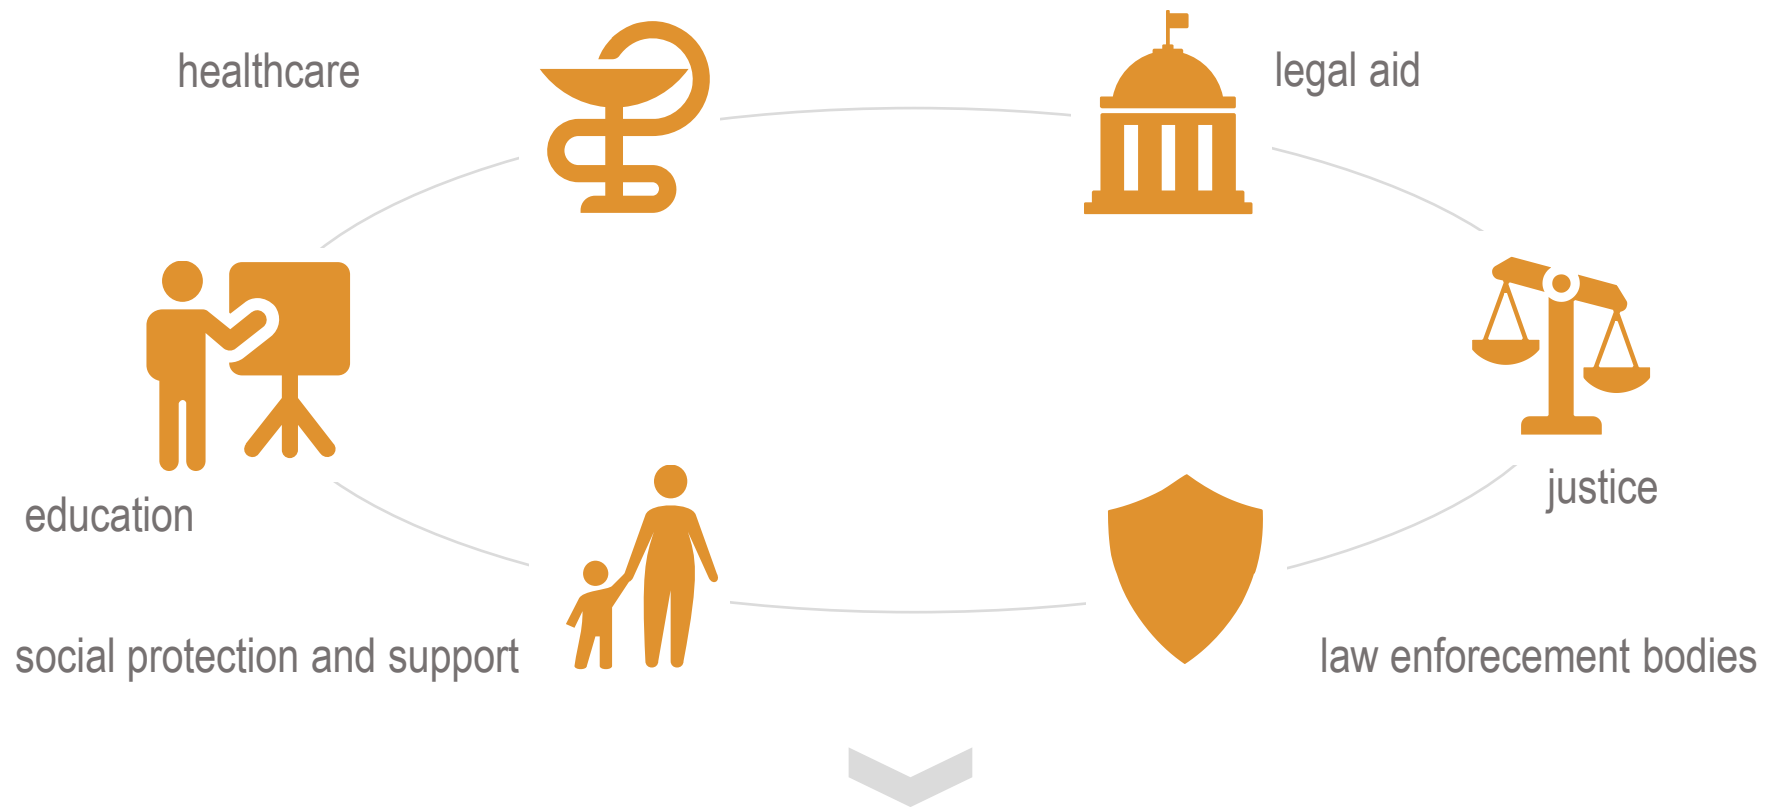 healthcare
legal aid
education
justice
social protection and support
law enforecement bodies